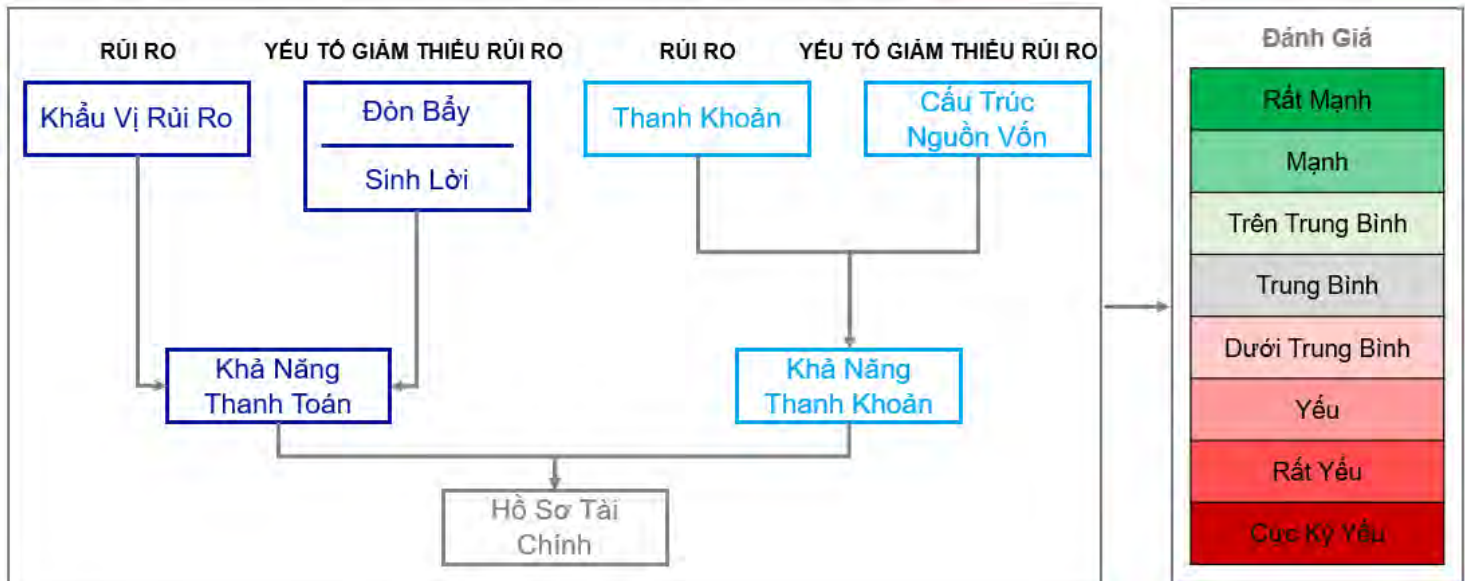 RỦI RO
YẾU TỐ GIẢM THIỂU RỦI RO
RỦI RO
YẾU TỐ GIẢM THIỂU RỦI RO
Khẩu Vị Rủi Ro
Đòn Bẩy
Sinh Lời
Thanh Khoản
Cấu Trúc
Nguồn Vốn
Khả Năng
Thanh Toán
Khả Năng
Thanh Khoản
Hồ Sơ Tài
Chính
Đánh Giá
Rất Mạnh
Mạnh
Trên Trung Bình
Trung Bình
Dưới Trung Bình
Yếu
Rất Yếu
Cực Kỳ Yếu